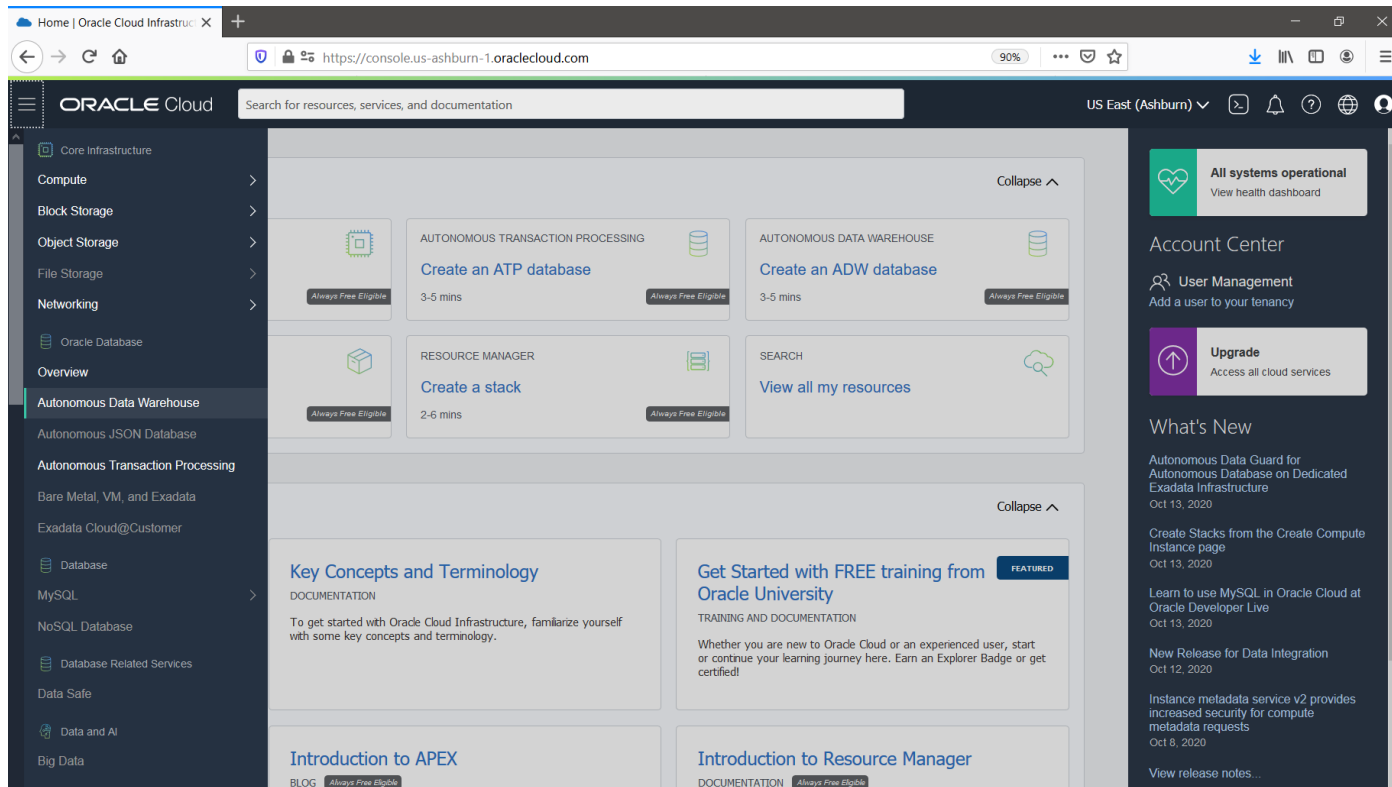 Home | Oracle Cloud Infrastruc
https://console.us-ashburn-1.oraclecloud.com
90%
ORACLE Cloud
Search for resources, services, and documentation
US East (Ashburn)
Core Infrastructure
Compute
Block Storage
Object Storage
File Storage
Networking
Oracle Database
Overview
Autonomous Data Warehouse
Autonomous JSON Database
Autonomous Transaction Processing
Bare Metal, VM, and Exadata
Exadata Cloud@Customer
Database
MySQL
NoSQL Database
Database Related Services
Data Safe
Data and AI
Big Data
Collapse
Always Free Eligible
AUTONOMOUS TRANSACTION PROCESSING
Create an ATP database
3-5 mins
Always Free Eligible
AUTONOMOUS DATA WAREHOUSE
Create an ADW database
3-5 mins
Always Free Eligible
Always Free Eligible
RESOURCE MANAGER
Create a stack
2-6 mins
Always Free Eligible
SEARCH
View all my resources
Collapse
Key Concepts and Terminology
DOCUMENTATION
To get started with Oracle Cloud Infrastructure, familiarize yourself
with some key concepts and terminology.
Get Started with FREE training from
Oracle University
FEATURED
TRAINING AND DOCUMENTATION
Whether you are new to Oracle Cloud or an experienced user, start
or continue your learning journey here. Earn an Explorer Badge or get
certified!
Introduction to APEX
BLOG Always Free Eligible
Introduction to Resource Manager
DOCUMENTATION Always Free Eligible
All systems operational
View health dashboard
Account Center
User Management
Add a user to your tenancy
Upgrade
Access all cloud services
What's New
Autonomous Data Guard for
Autonomous Database on Dedicated
Exadata Infrastructure
Oct 13, 2020
Create Stacks from the Create Compute
Instance page
Oct 13, 2020
Learn to use MySQL in Oracle Cloud at
Oracle Developer Live
Oct 13, 2020
New Release for Data Integration
Oct 12, 2020
Instance metadata service v2 provides
increased security for compute
metadata requests
Oct 8, 2020
View release notes...